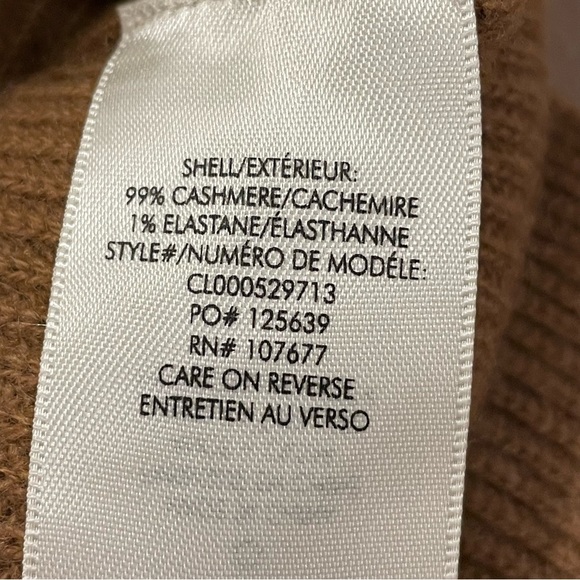 SHELL/EXTÉRIEUR:
99% CASHMERE/CACHEMIRE
1% ELASTANE/ÉLASTHANNE
STYLE#/NUMÉRO DE MODÉLE:
CL000529713
PO# 125639
RN# 107677
CARE ON REVERSE
ENTRETIEN AU VERSO